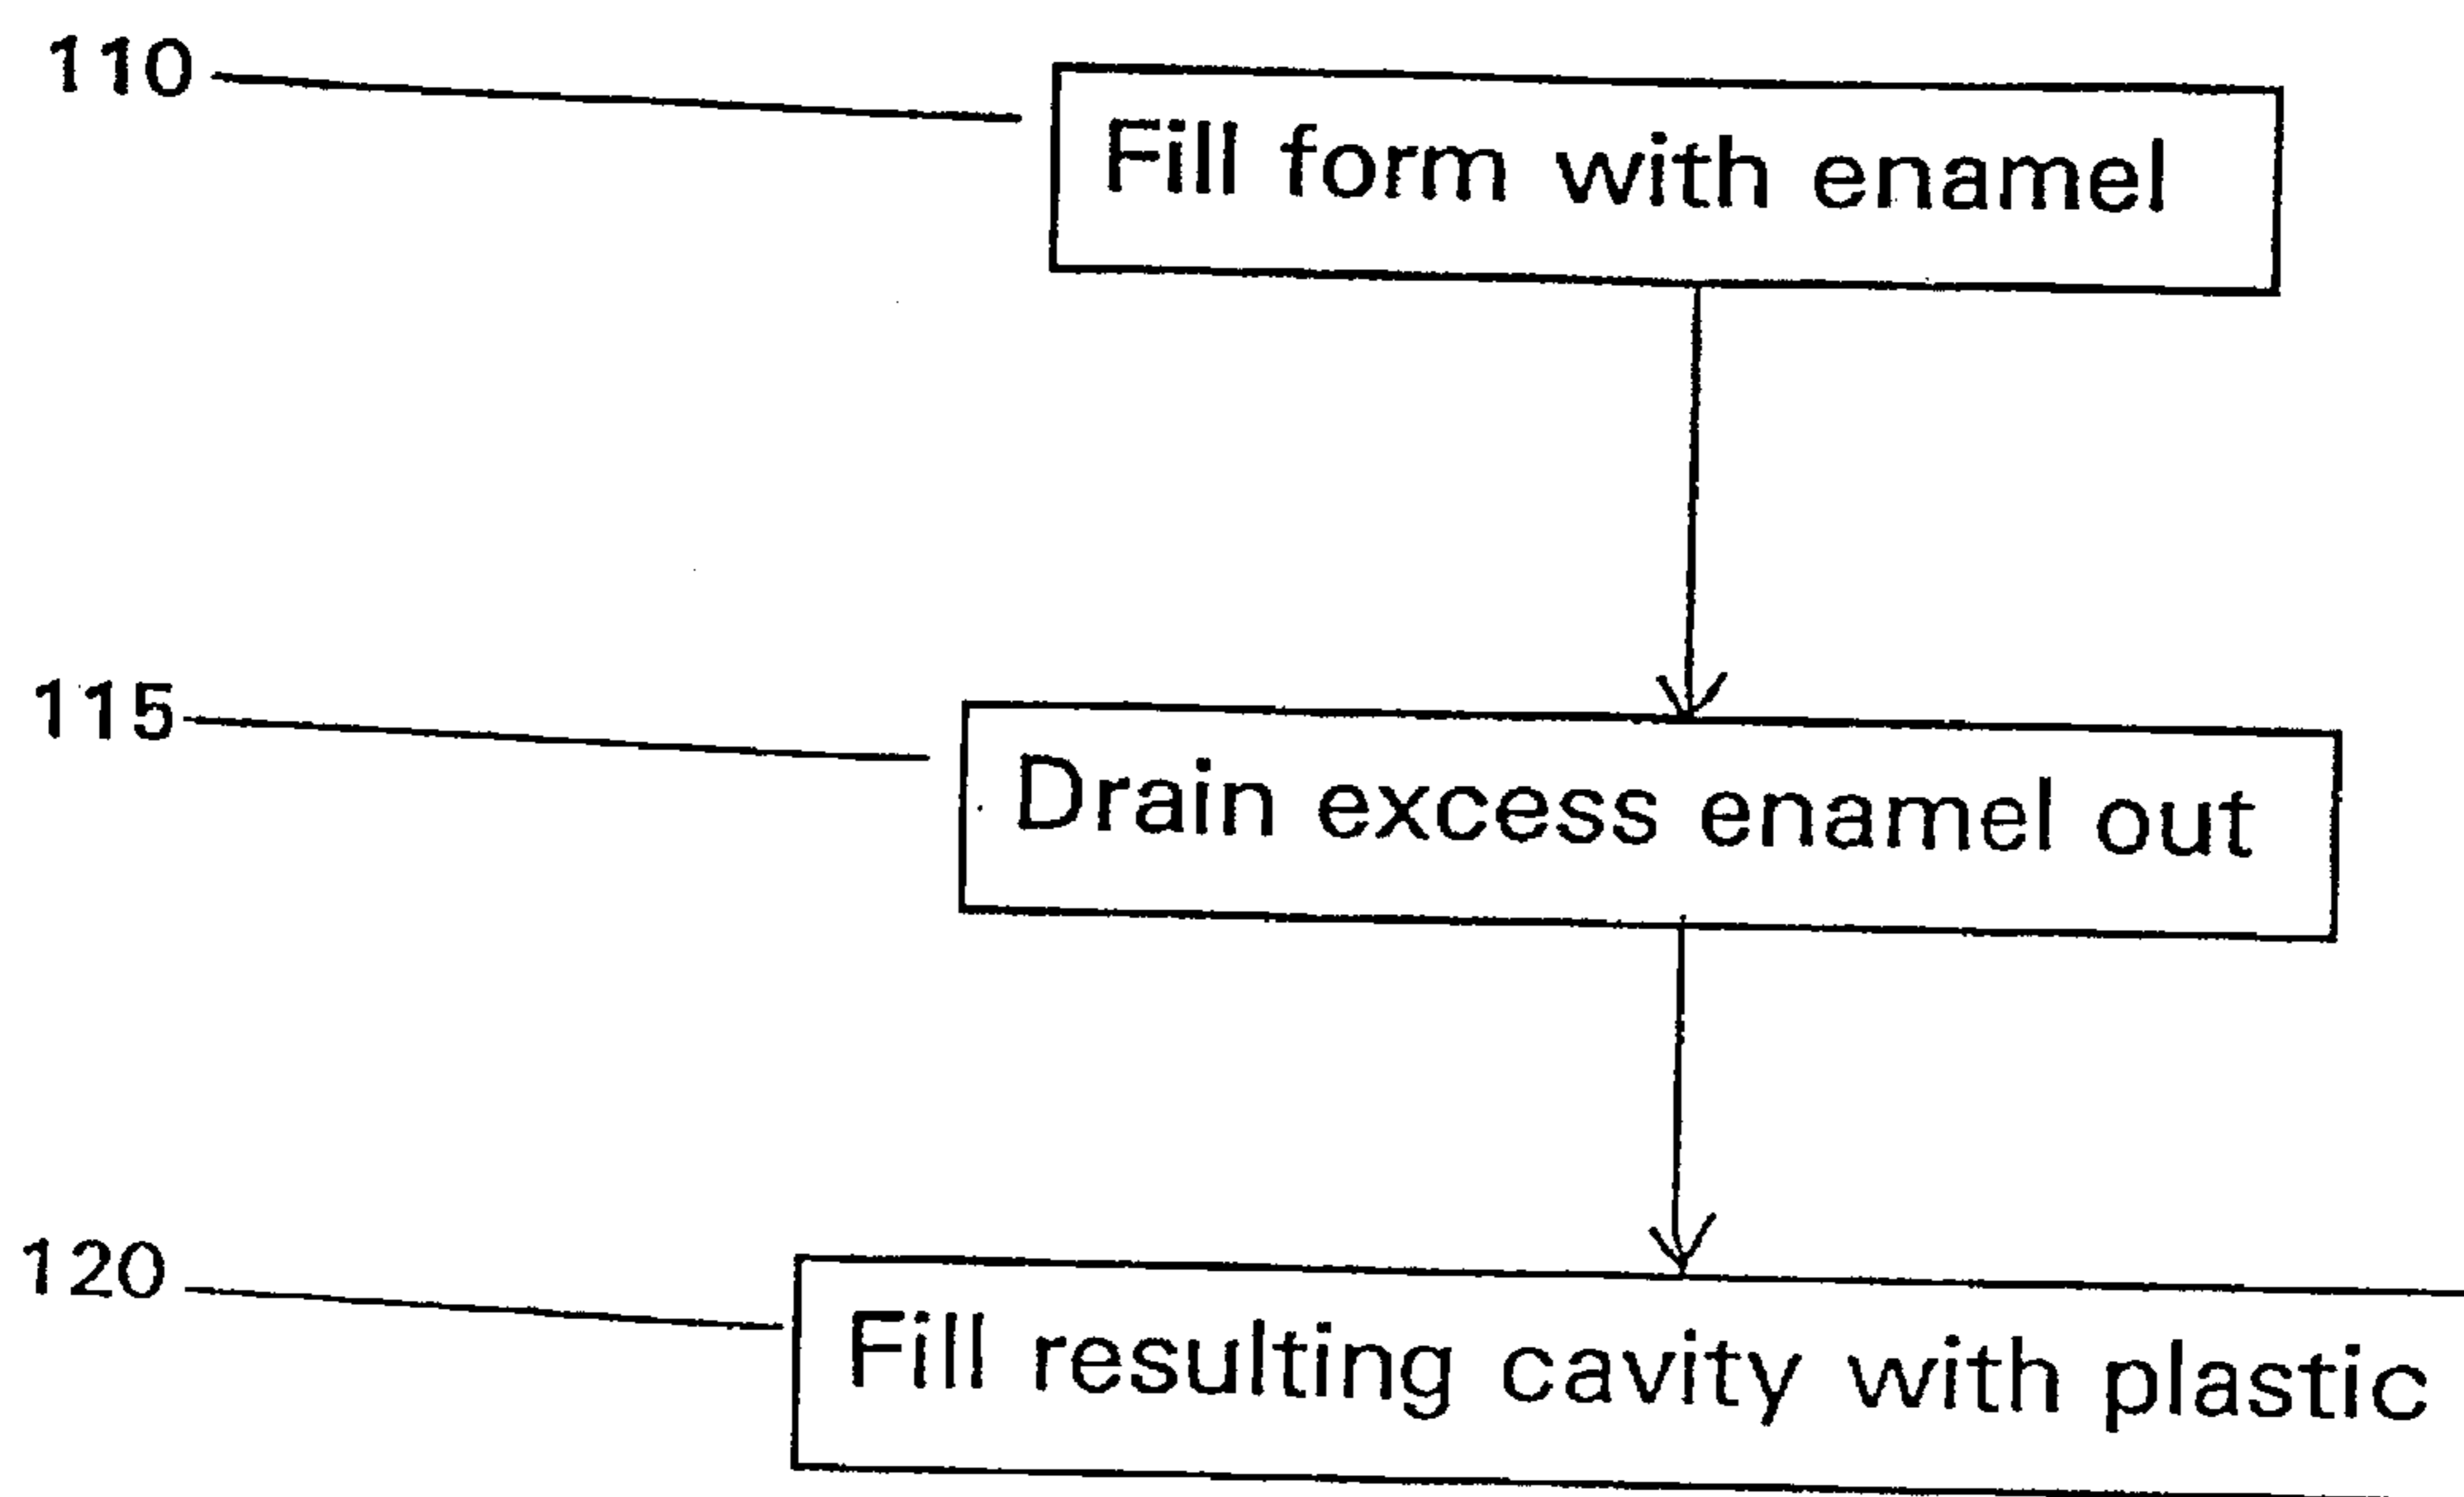 110
Fill form with enamel
115
Drain excess enamel out
120
Fill resulting cavity with plastic